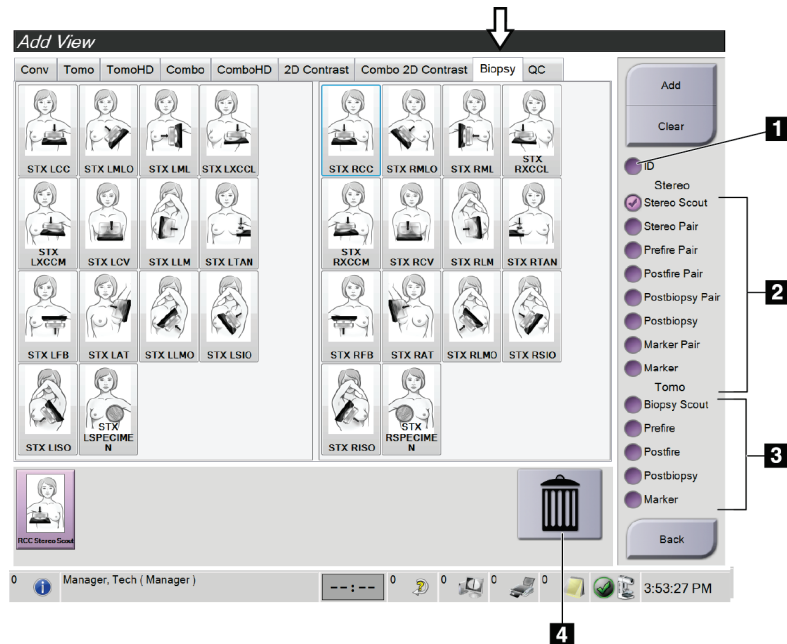 Add View
Conv Tomo TomoHD Combo ComboHD 2D Contrast Combo 2D Contrast Biopsy QC
STX LCC STX LMLO STX LML STX LXCCL
STX RCC STX RMLO STX RML STX
RXCCL
STX
LXCCM STX LCV STX LLM STX LTAN
STX
RXCCM STX RCV STX RLM STX RTAN
STX LFB STX LAT STX LLMO STX LSIO
STX RFB STX RAT STX RLMO STX RSIO
STX LISO STX
LSPECIME
N
STX RISO STX
RSPECIME
N
Add
Clear
ID
Stereo
Stereo Scout
Stereo Pair
Prefire Pair
Postfire Pair
Postbiopsy Pair
Postbiopsy
Marker Pair
Marker
Tomo
Biopsy Scout
Prefire
Postfire
Postbiopsy
Marker
Back
1
2
3
RCC Stereo Scout
0 Manager, Tech ( Manager ) --:-- 0 0 0 0 3:53:27 PM
4